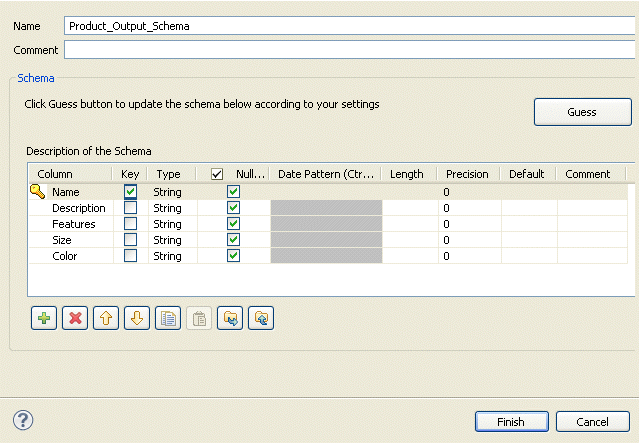 Name Product_Output_Schema
Comment
Schema
Click Guess button to update the schema below according to your settings
Guess
Description of the Schema
Column Key Type Null... Date Pattern (Ctr... Length Precision Default Comment
Name String 0
Description String 0
Features String 0
Size String 0
Color String 0
Finish Cancel